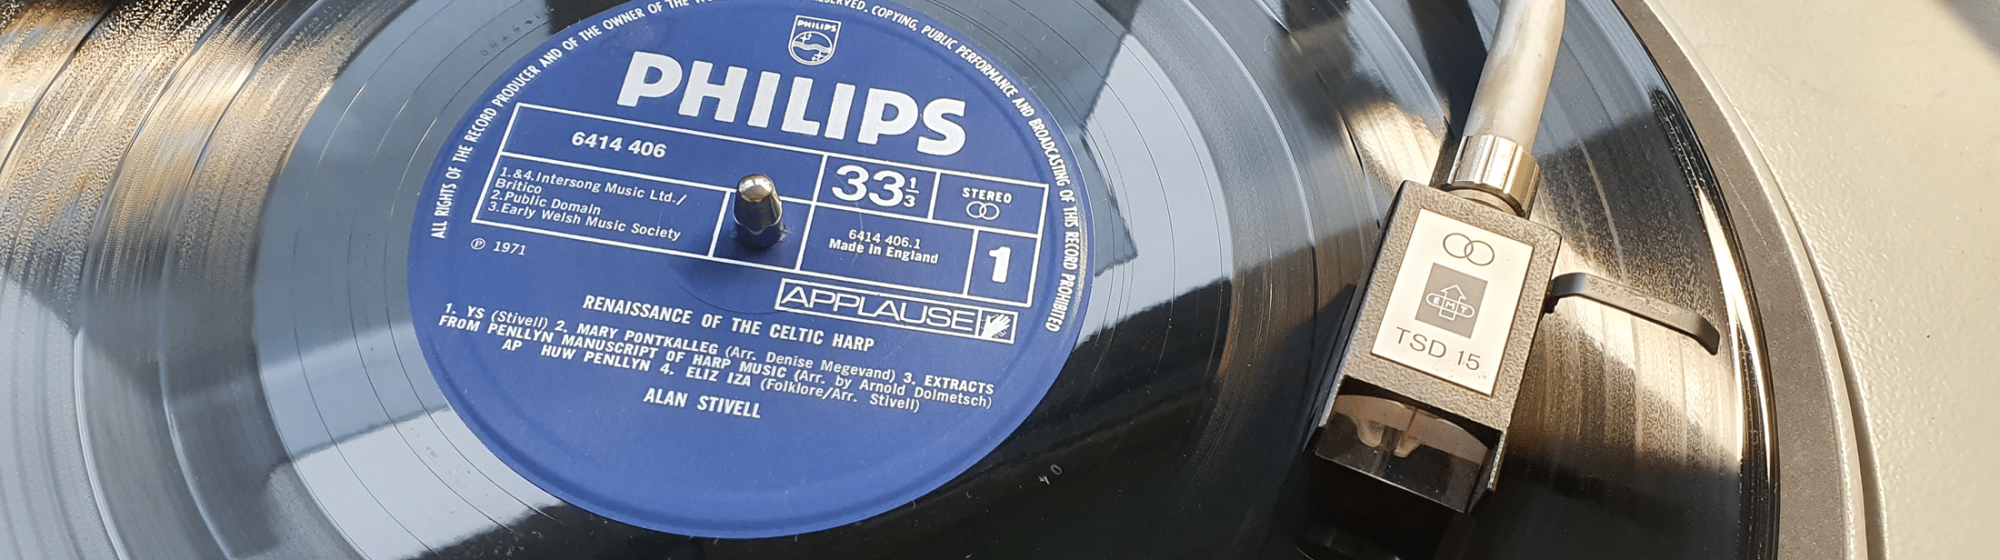 ALL RIGHTS OF THE RECORD PRODUCER AND OF THE OWNER OF THE RESERVED. COPYING, PUBLIC PERFORMANCE AND BROADCASTING OF THIS RECORD PROHIBITED
PHILIPS
PHILIPS
6414 406
1.&4.Intersong Music Ltd./
Britico
2.Public Domain
3.Early Welsh Music Society
33 1/3
STEREO
6414 406.1
Made in England
1
℗ 1971
APPLAUSE
RENAISSANCE OF THE CELTIC HARP
1. YS (Stivell) 2. MARY PONTKALLEG (Arr. Denise Megevand) 3. EXTRACTS
FROM PENLLYN MANUSCRIPT OF HARP MUSIC (Arr. by Arnold Dolmetsch)
AP HUW PENLLYN 4. ELIZ IZA (Folklore/Arr. Stivell)
ALAN STIVELL
EMT
TSD 15